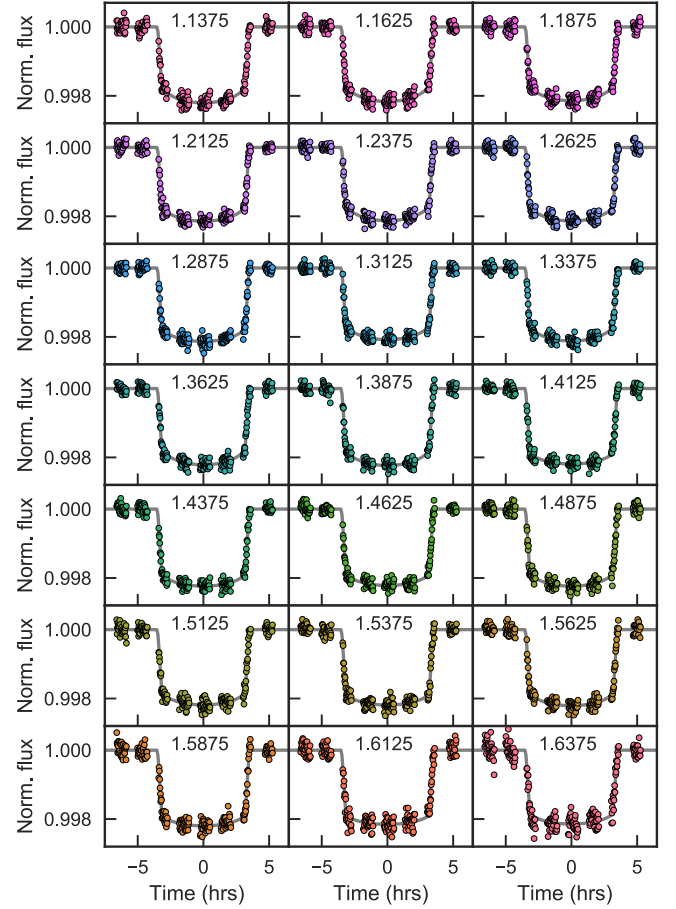 1.000 1.1375 1.1625 1.1875
Norm. flux
0.998
1.000 1.2125 1.2375 1.2625
Norm. flux
0.998
1.000 1.2875 1.3125 1.3375
Norm. flux
0.998
1.000 1.3625 1.3875 1.4125
Norm. flux
0.998
1.000 1.4375 1.4625 1.4875
Norm. flux
0.998
1.000 1.5125 1.5375 1.5625
Norm. flux
0.998
1.000 1.5875 1.6125 1.6375
Norm. flux
0.998
−5 0 5 −5 0 5 −5 0 5
Time (hrs) Time (hrs) Time (hrs)